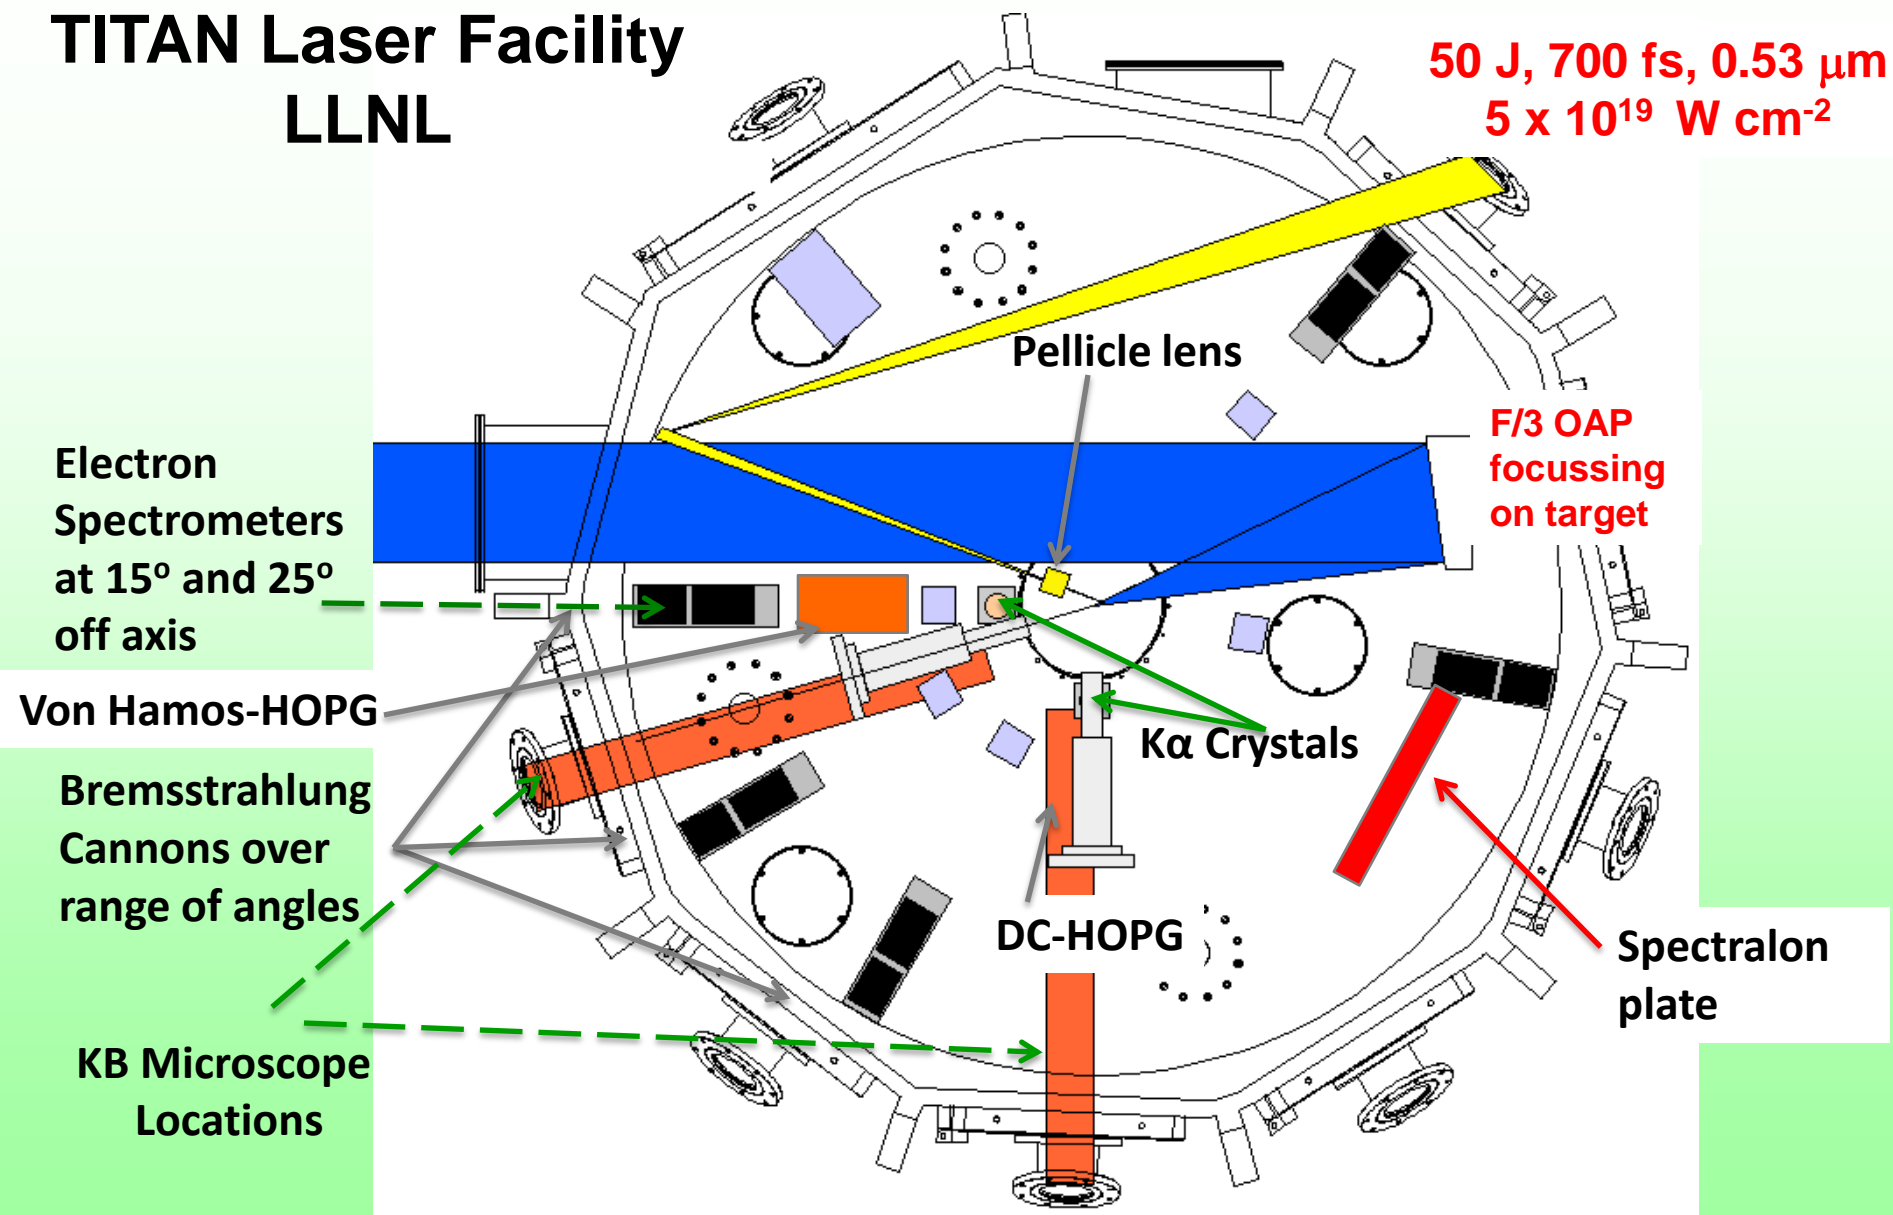 TITAN Laser Facility
LLNL
50 J, 700 fs, 0.53 μm
5 x 10¹⁹ W cm⁻²
Pellicle lens
F/3 OAP
focussing
on target
Electron
Spectrometers
at 15º and 25º
off axis
Von Hamos-HOPG
Kα Crystals
Bremsstrahlung
Cannons over
range of angles
DC-HOPG
Spectralon
plate
KB Microscope
Locations